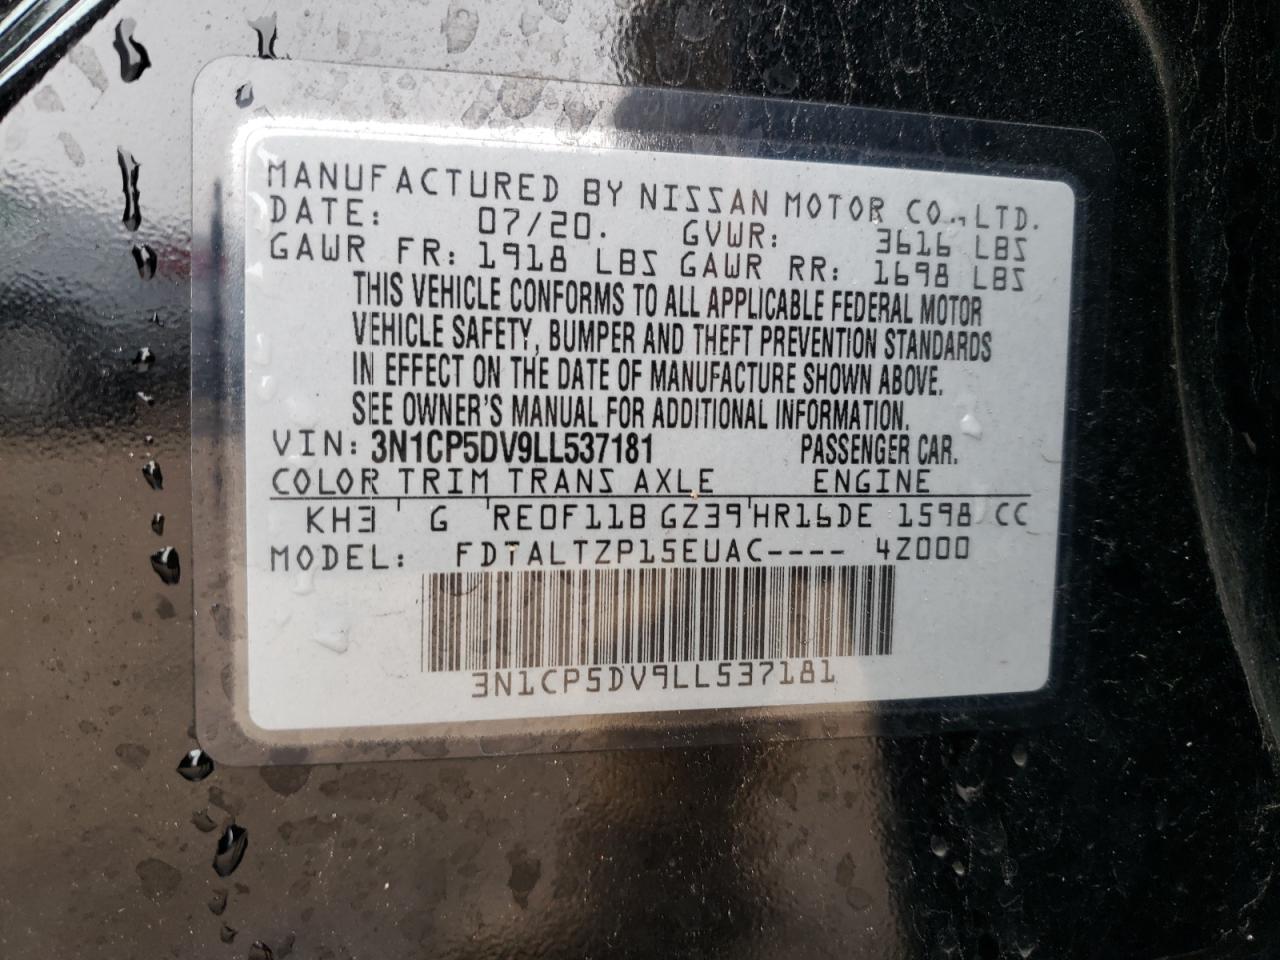 MANUFACTURED BY NISSAN MOTOR CO., LTD.
DATE: 07/20. GVWR: 3616 LBS
GAWR FR: 1918 LBS GAWR RR: 1698 LBS
THIS VEHICLE CONFORMS TO ALL APPLICABLE FEDERAL MOTOR
VEHICLE SAFETY, BUMPER AND THEFT PREVENTION STANDARDS
IN EFFECT ON THE DATE OF MANUFACTURE SHOWN ABOVE.
SEE OWNER'S MANUAL FOR ADDITIONAL INFORMATION.
VIN: 3N1CP5DV9LL537181 PASSENGER CAR.
COLOR TRIM TRANS AXLE ENGINE
KH3 ' G 'RE0F11B GZ39'HR16DE 1598 CC
MODEL: FDTALTZP15EUAC---- 4Z000
3N1CP5DV9LL537181